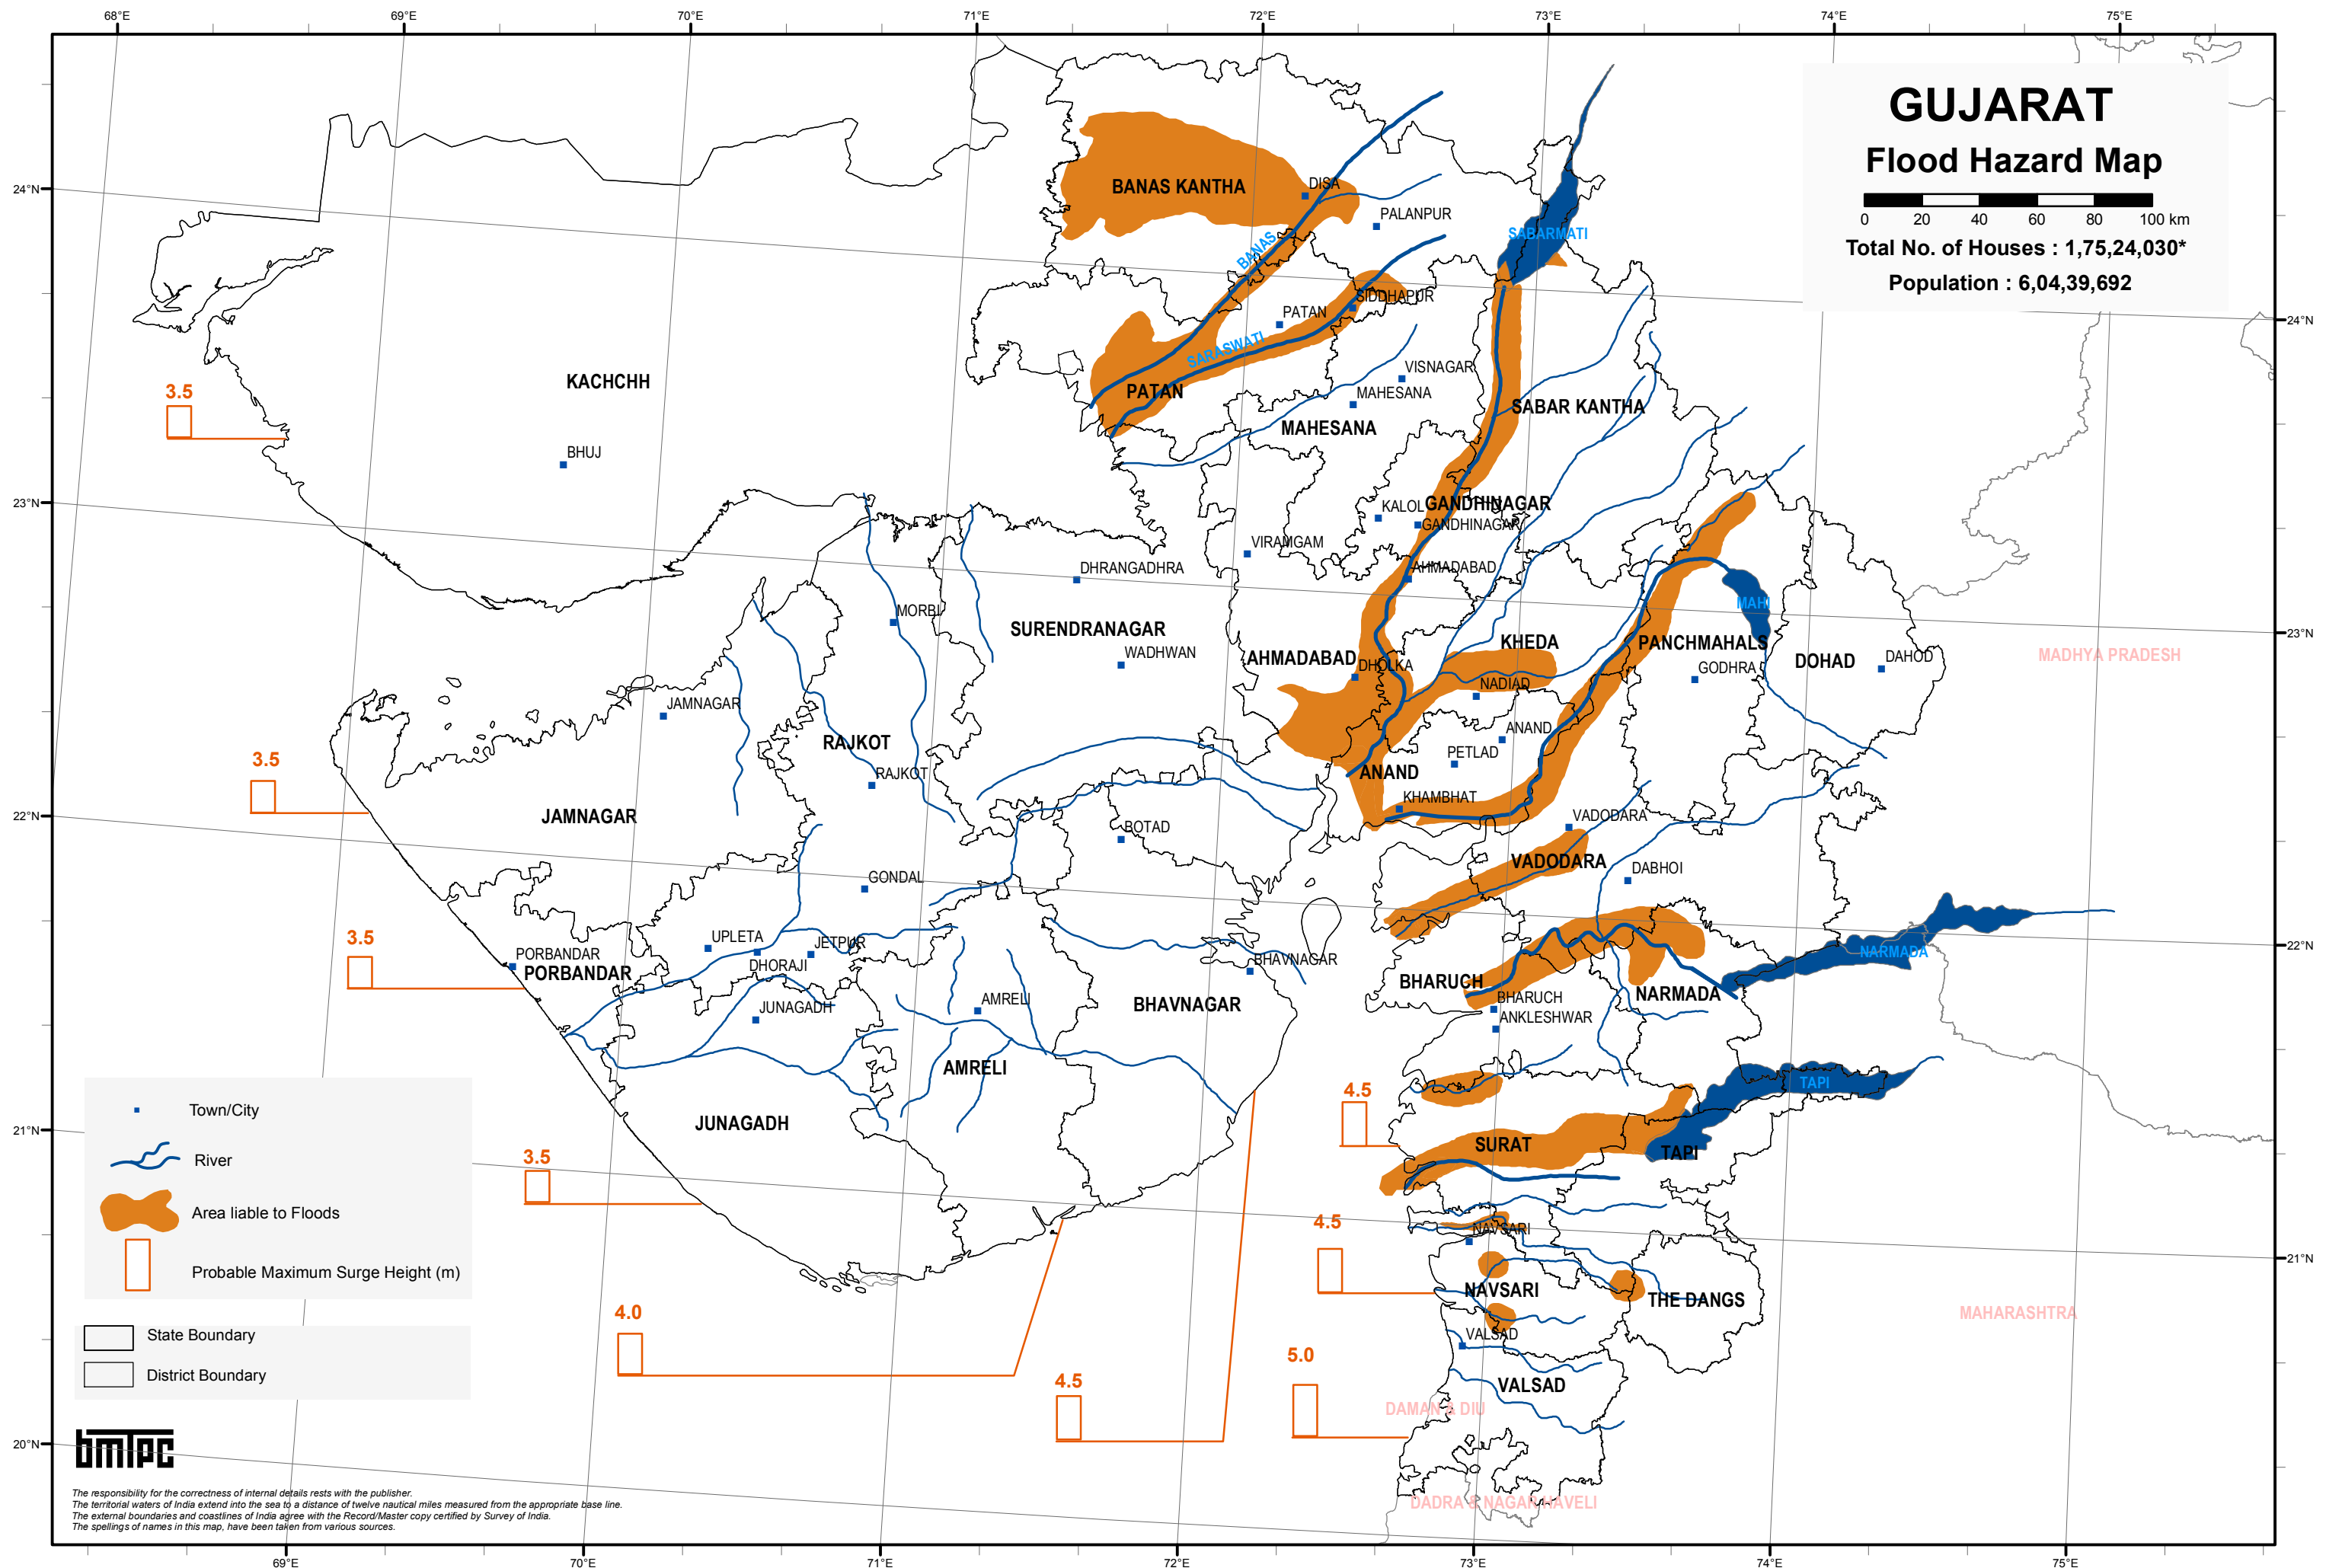 68°E
69°E
70°E
71°E
72°E
73°E
74°E
75°E
GUJARAT
Flood Hazard Map
0 20 40 60 80 100 km
Total No. of Houses : 1,75,24,030*
Population : 6,04,39,692
24°N
24°N
23°N
23°N
22°N
22°N
21°N
21°N
20°N
BANAS KANTHA
DISA
PALANPUR
BANAS
SABARMATI
SIDDHAPUR
PATAN
SARASWATI
PATAN
VISNAGAR
MAHESANA
MAHESANA
SABAR KANTHA
KACHCHH
BHUJ
3.5
KALOL
GANDHINAGAR
GANDHINAGAR
VIRAMGAM
AHMADABAD
DHRANGADHRA
MORBI
SURENDRANAGAR
WADHWAN
AHMADABAD
DHOLKA
KHEDA
NADIAD
MAHI
PANCHMAHALS
GODHRA
DOHAD
DAHOD
MADHYA PRADESH
JAMNAGAR
RAJKOT
RAJKOT
3.5
JAMNAGAR
ANAND
PETLAD
ANAND
KHAMBHAT
VADODARA
VADODARA
DABHOI
BOTAD
GONDAL
3.5
PORBANDAR
PORBANDAR
UPLETA
JETPUR
DHORAJI
JUNAGADH
AMRELI
BHAVNAGAR
BHAVNAGAR
BHARUCH
BHARUCH
ANKLESHWAR
NARMADA
NARMADA
AMRELI
JUNAGADH
TAPI
4.5
SURAT
TAPI
3.5
4.5
NAVSARI
NAVSARI
THE DANGS
MAHARASHTRA
4.0
VALSAD
5.0
4.5
VALSAD
DAMAN & DIU
DADRA & NAGAR HAVELI
Town/City
River
Area liable to Floods
Probable Maximum Surge Height (m)
State Boundary
District Boundary
bmTPC
The responsibility for the correctness of internal details rests with the publisher.
The territorial waters of India extend into the sea to a distance of twelve nautical miles measured from the appropriate base line.
The external boundaries and coastlines of India agree with the Record/Master copy certified by Survey of India.
The spellings of names in this map, have been taken from various sources.
69°E
70°E
71°E
72°E
73°E
74°E
75°E